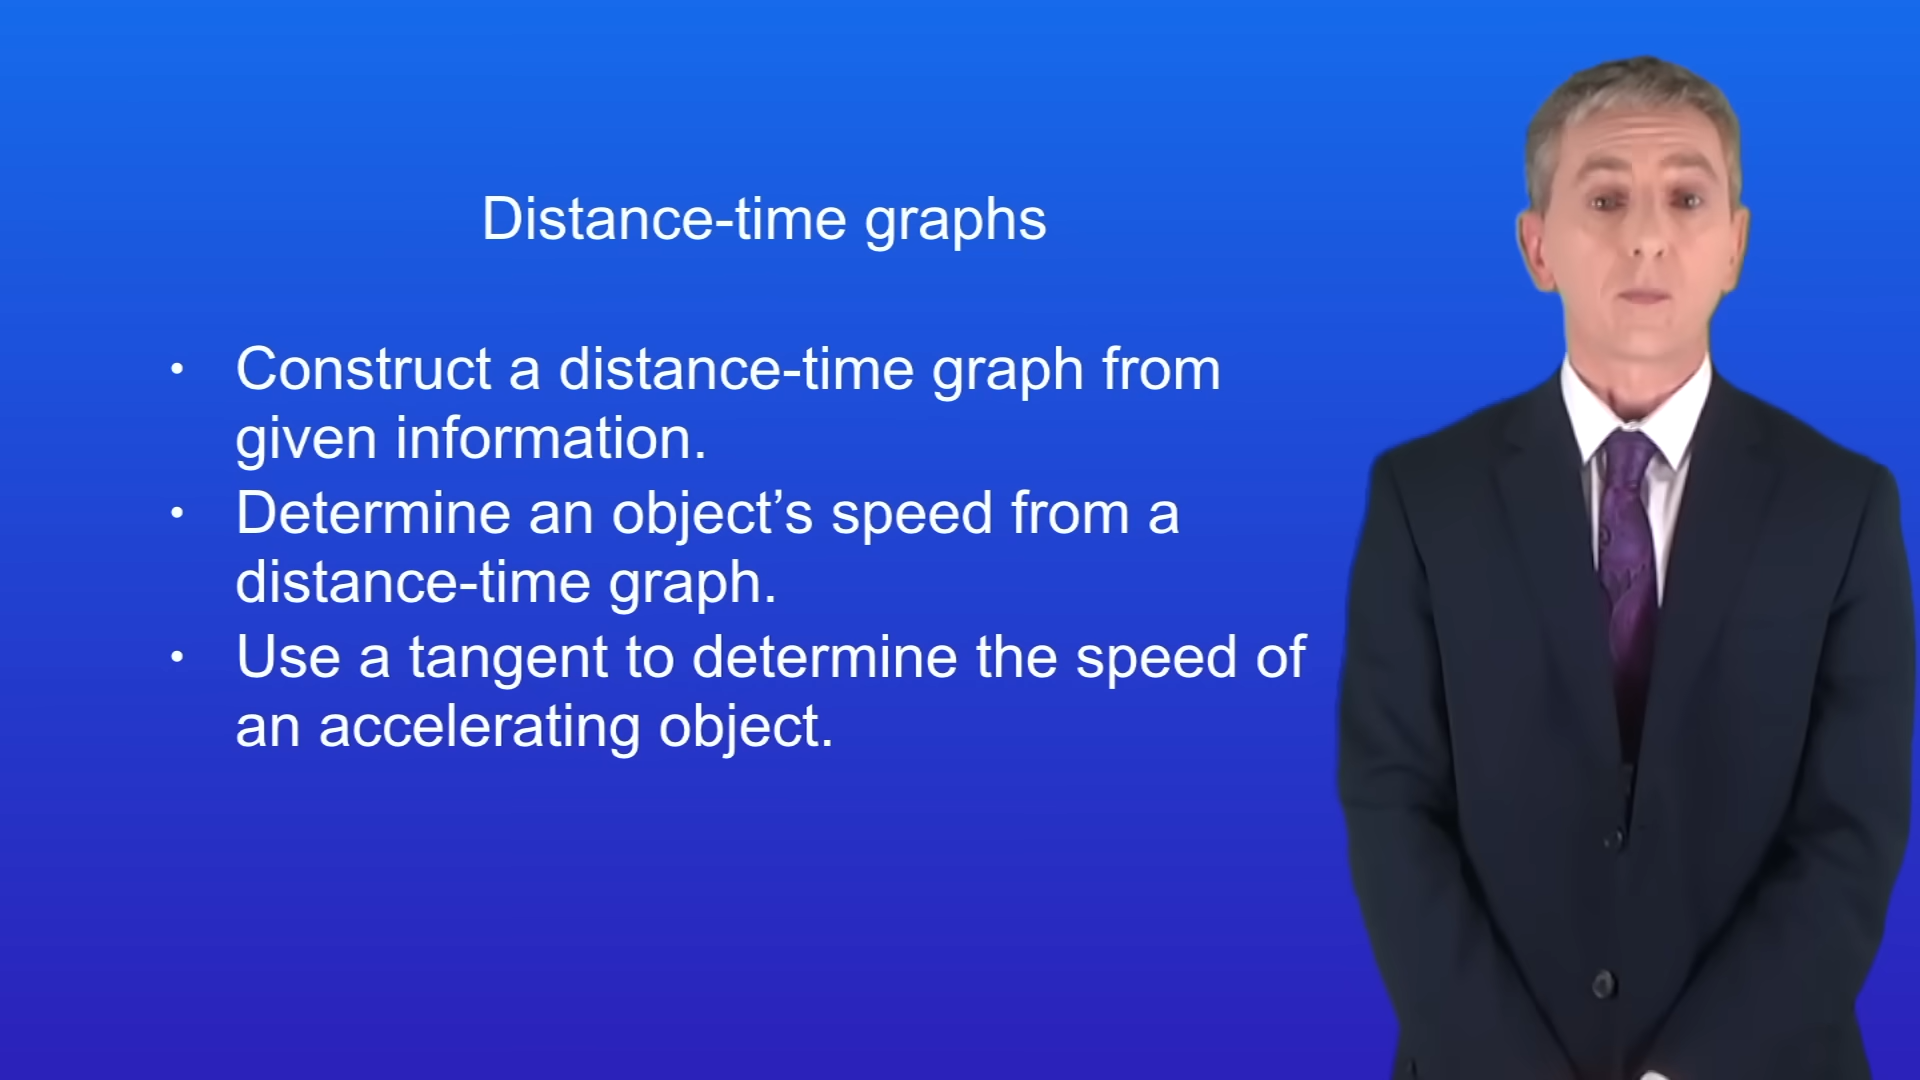 Distance-time graphs
• Construct a distance-time graph from
given information.
• Determine an object’s speed from a
distance-time graph.
• Use a tangent to determine the speed of
an accelerating object.